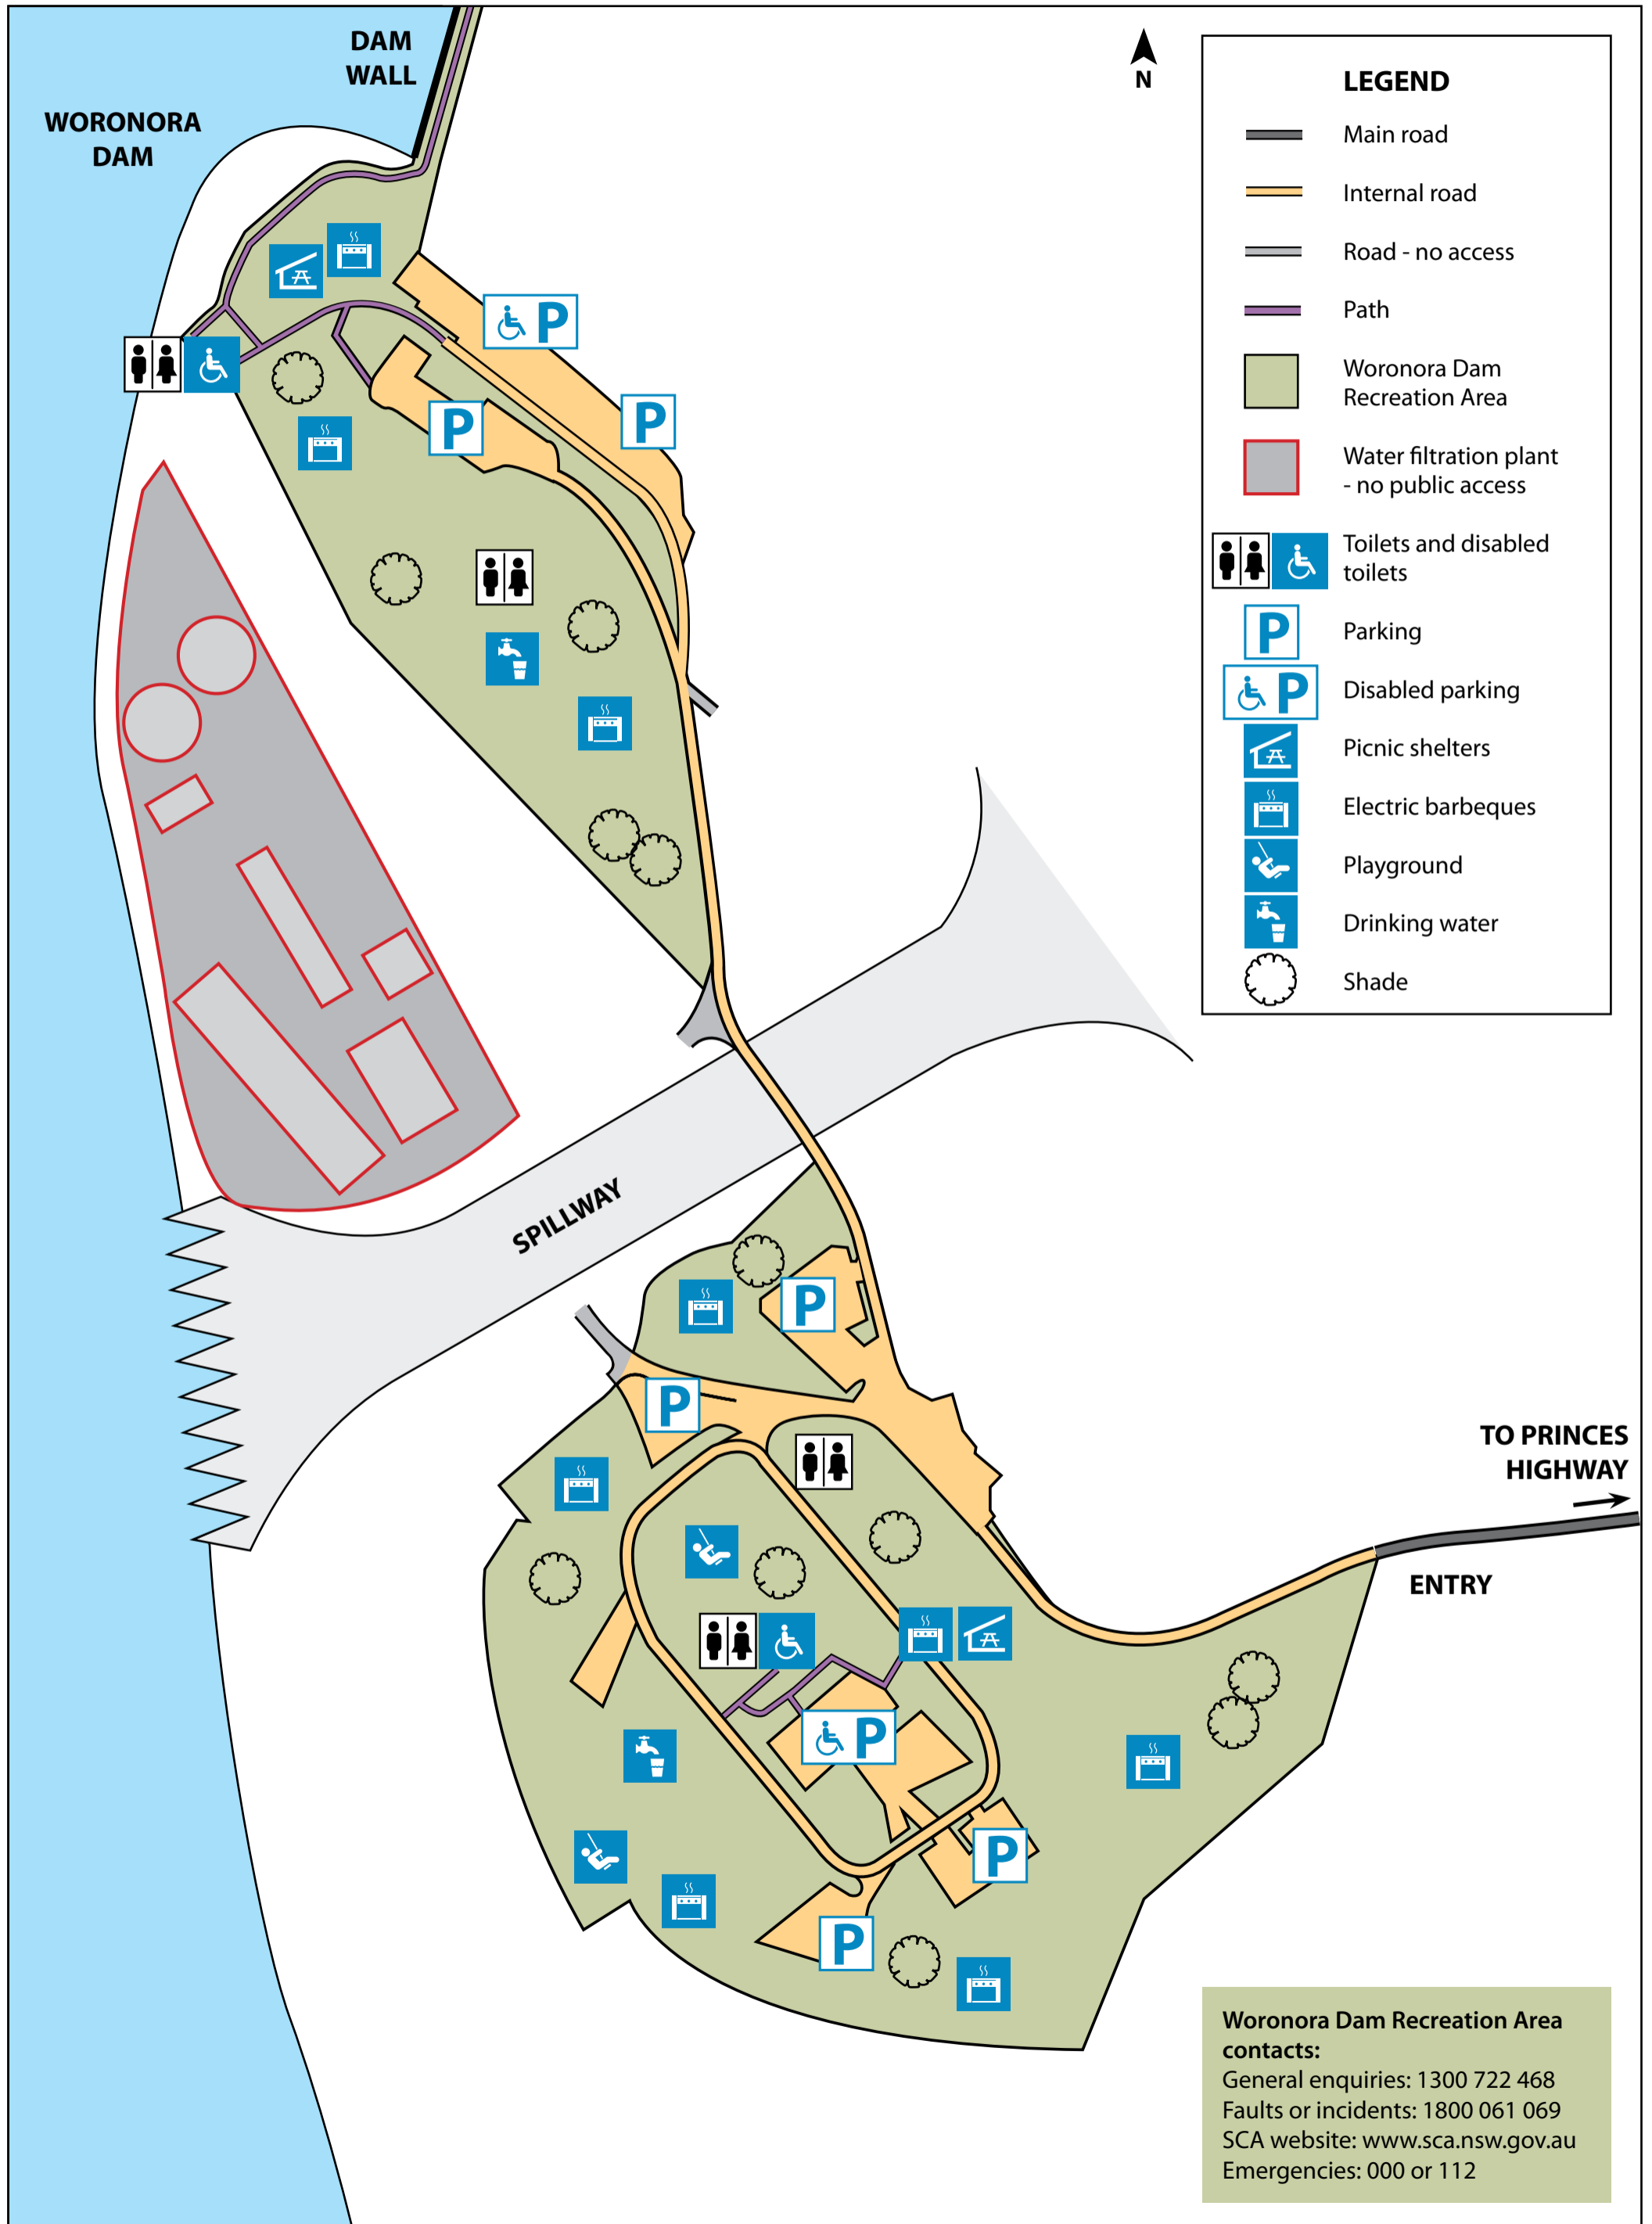 DAM
WALL
WORONORA
DAM
N
LEGEND
Main road
Internal road
Road - no access
Path
Woronora Dam
Recreation Area
Water filtration plant
- no public access
Toilets and disabled
toilets
P
Parking
P
Disabled parking
Picnic shelters
Electric barbeques
Playground
Drinking water
Shade
P
P
P
SPILLWAY
P
P
TO PRINCES
HIGHWAY
ENTRY
P
P
P
Woronora Dam Recreation Area
contacts:
General enquiries: 1300 722 468
Faults or incidents: 1800 061 069
SCA website: www.sca.nsw.gov.au
Emergencies: 000 or 112